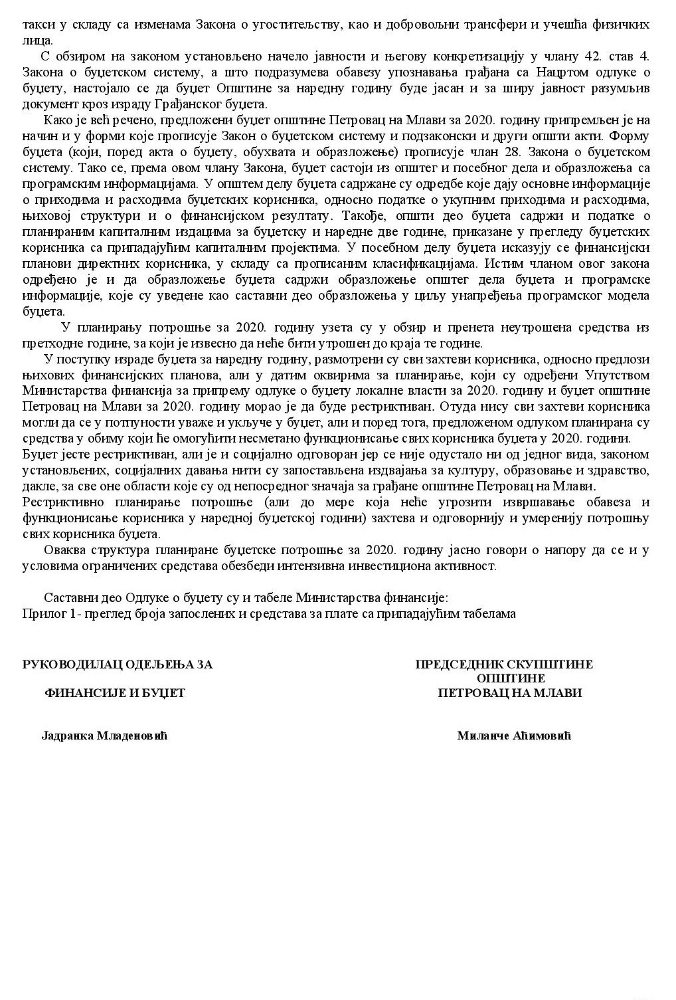 такси у складу са изменама Закона о угоститељству, као и добровољни трансфери и учешћа физичких
лица.
С обзиром на законом установљено начело јавности и његову конкретизацију у члану 42. став 4.
Закона о буџетском систему, а што подразумева обавезу упознавања грађана са Нацртом одлуке о
буџету, настојало се да буџет Општине за наредну годину буде јасан и за ширу јавност разумљив
документ кроз израду Грађанског буџета.
Како је већ речено, предложени буџет општине Петровац на Млави за 2020. годину припремљен је на
начин и у форми које прописује Закон о буџетском систему и подзаконски и други општи акти. Форму
буџета (који, поред акта о буџету, обухвата и образложење) прописује члан 28. Закона о буџетском
систему. Тако се, према овом члану Закона, буџет састоји из општег и посебног дела и образложења са
програмским информацијама. У општем делу буџета садржане су одредбе које дају основне информације
о приходима и расходима буџетских корисника, односно податке о укупним приходима и расходима,
њиховој структури и о финансијском резултату. Такође, општи део буџета садржи и податке о
планираним капиталним издацима за буџетску и наредне две године, приказане у прегледу буџетских
корисника са припадајућим капиталним пројектима. У посебном делу буџета исказују се финансијски
планови директних корисника, у складу са прописаним класификацијама. Истим чланом овог закона
одређено је и да образложење буџета садржи образложење општег дела буџета и програмске
информације, које су уведене као саставни део образложења у циљу унапређења програмског модела
буџета.
У планирању потрошње за 2020. годину узета су у обзир и пренета неутрошена средства из
претходне године, за који је извесно да неће бити утрошен до краја те године.
У поступку израде буџета за наредну годину, размотрени су сви захтеви корисника, односно предлози
њихових финансијских планова, али у датим оквирима за планирање, који су одређени Упутством
Министарства финансија за припрему одлуке о буџету локалне власти за 2020. годину и буџет општине
Петровац на Млави за 2020. годину морао је да буде рестриктиван. Отуда нису сви захтеви корисника
могли да се у потпуности уваже и укључе у буџет, али и поред тога, предложеном одлуком планирана су
средства у обиму који ће омогућити несметано функционисање свих корисника буџета у 2020. години.
Буџет јесте рестриктиван, али је и социјално одговоран јер се није одустало ни од једног вида, законом
установљених, социјалних давања нити су запостављена издвајања за културу, образовање и здравство,
дакле, за све оне области које су од непосредног значаја за грађане општине Петровац на Млави.
Рестриктивно планирање потрошње (али до мере која неће угрозити извршавање обавеза и
функционисање корисника у наредној буџетској години) захтева и одговорнију и умеренију потрошњу
свих корисника буџета.
Оваква структура планиране буџетске потрошње за 2020. годину јасно говори о напору да се и у
условима ограничених средстава обезбеди интензивна инвестициона активност.
Саставни део Одлуке о буџету су и табеле Министарства финансије:
Прилог 1- преглед броја запослених и средстава за плате са припадајућим табелама
РУКОВОДИЛАЦ ОДЕЉЕЊА ЗА
ФИНАНСИЈЕ И БУЏЕТ
Јадранка Младеновић
ПРЕДСЕДНИК СКУПШТИНЕ
ОПШТИНЕ
ПЕТРОВАЦ НА МЛАВИ
Миланче Аћимовић